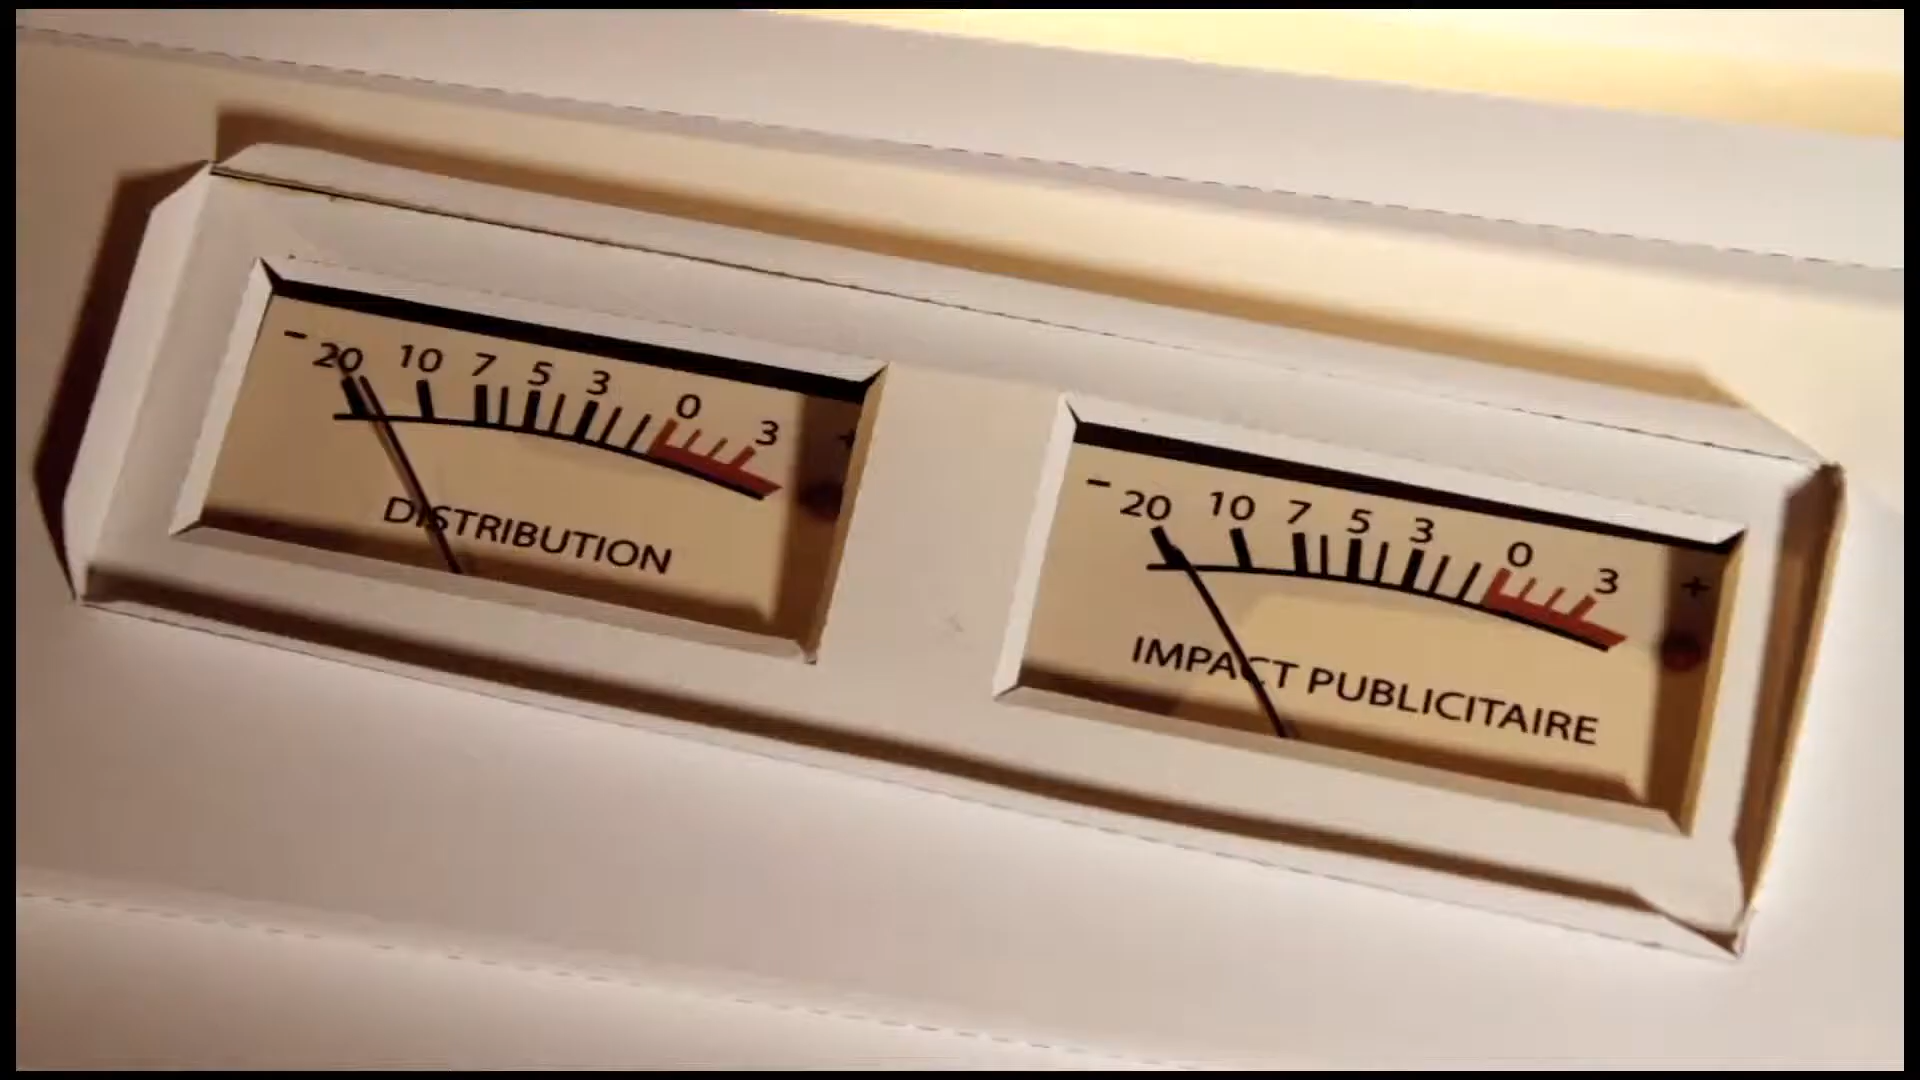 - 20 10 7 5 3 0 3 +
DISTRIBUTION
- 20 10 7 5 3 0 3 +
IMPACT PUBLICITAIRE